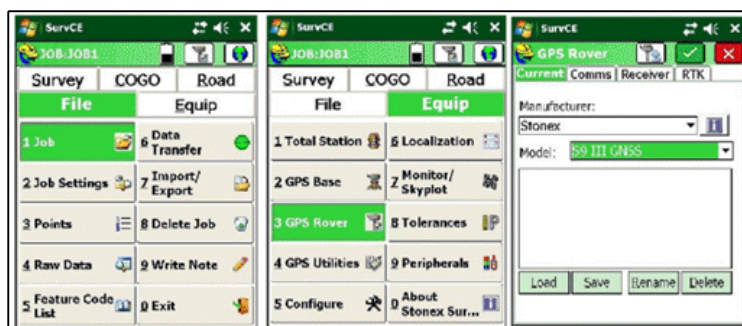 SurvCE
JOB:JOB1
Survey COGO Road
File Equip
1 Job
6 Data Transfer
2 Job Settings
7 Import/
Export
3 Points
8 Delete Job
4 Raw Data
9 Write Note
5 Feature Code
List
0 Exit
SurvCE
JOB:JOB1
Survey COGO Road
File Equip
1 Total Station
6 Localization
2 GPS Base
7 Monitor/
Skyplot
3 GPS Rover
8 Tolerances
4 GPS Utilities
9 Peripherals
5 Configure
0 About
Stonex Sur...
SurvCE
GPS Rover
Current Comms Receiver RTK
Manufacturer:
Stonex
Model: S9 III GNSS
Load Save Rename Delete